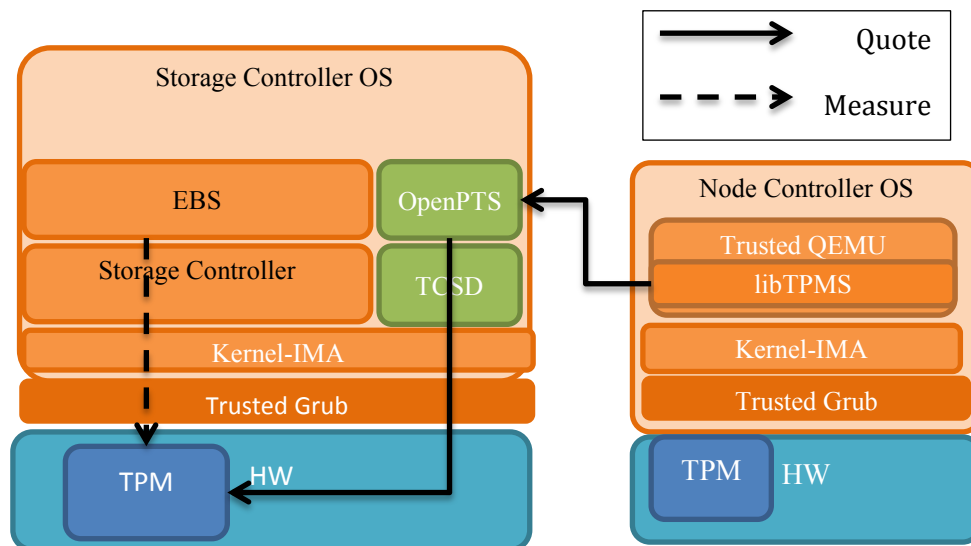 Quote
Measure
Storage Controller OS
EBS
OpenPTS
Storage Controller
TCSD
Kernel-IMA
Trusted Grub
TPM
HW
Node Controller OS
Trusted QEMU
libTPMS
Kernel-IMA
Trusted Grub
TPM
HW